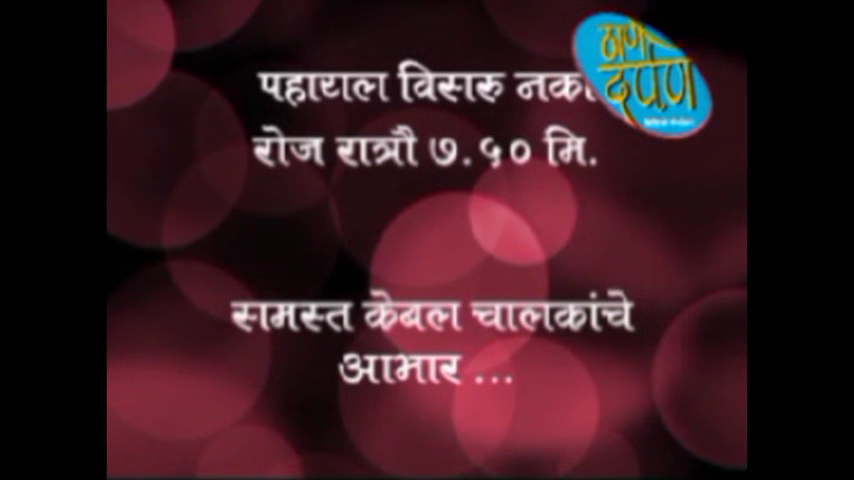 ठाणे
दर्पण
पहायल विसरु नका
रोज रात्रौ ७.५० मि.
समस्त केबल चालकांचे
आभार ...